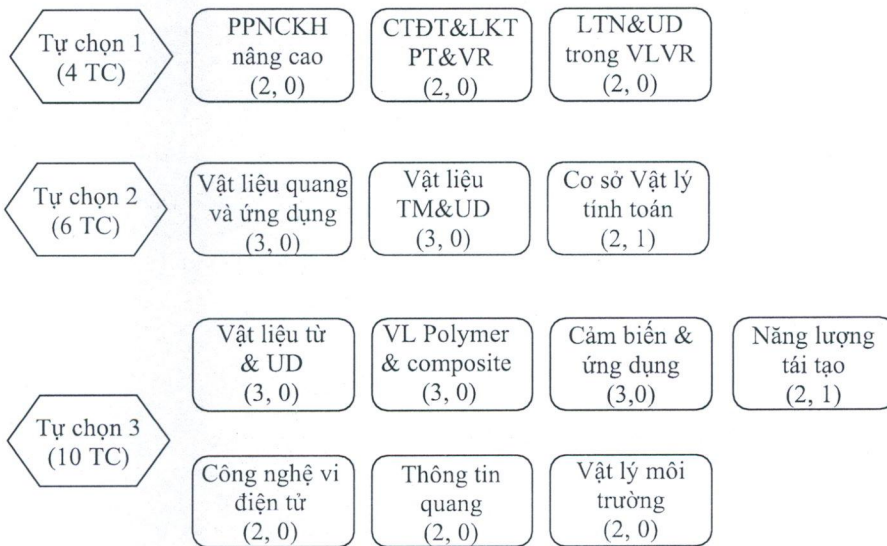 Tự chọn 1
(4 TC)
PPNCKH
nâng cao
(2, 0)
CTĐT&LKT
PT&VR
(2, 0)
LTN&UD
trong VLVR
(2, 0)
Tự chọn 2
(6 TC)
Vật liệu quang
và ứng dụng
(3, 0)
Vật liệu
TM&UD
(3, 0)
Cơ sở Vật lý
tính toán
(2, 1)
Tự chọn 3
(10 TC)
Vật liệu từ
& UD
(3, 0)
VL Polymer
& composite
(3, 0)
Cảm biến &
ứng dụng
(3,0)
Năng lượng
tái tạo
(2, 1)
Công nghệ vi
điện tử
(2, 0)
Thông tin
quang
(2, 0)
Vật lý môi
trường
(2, 0)